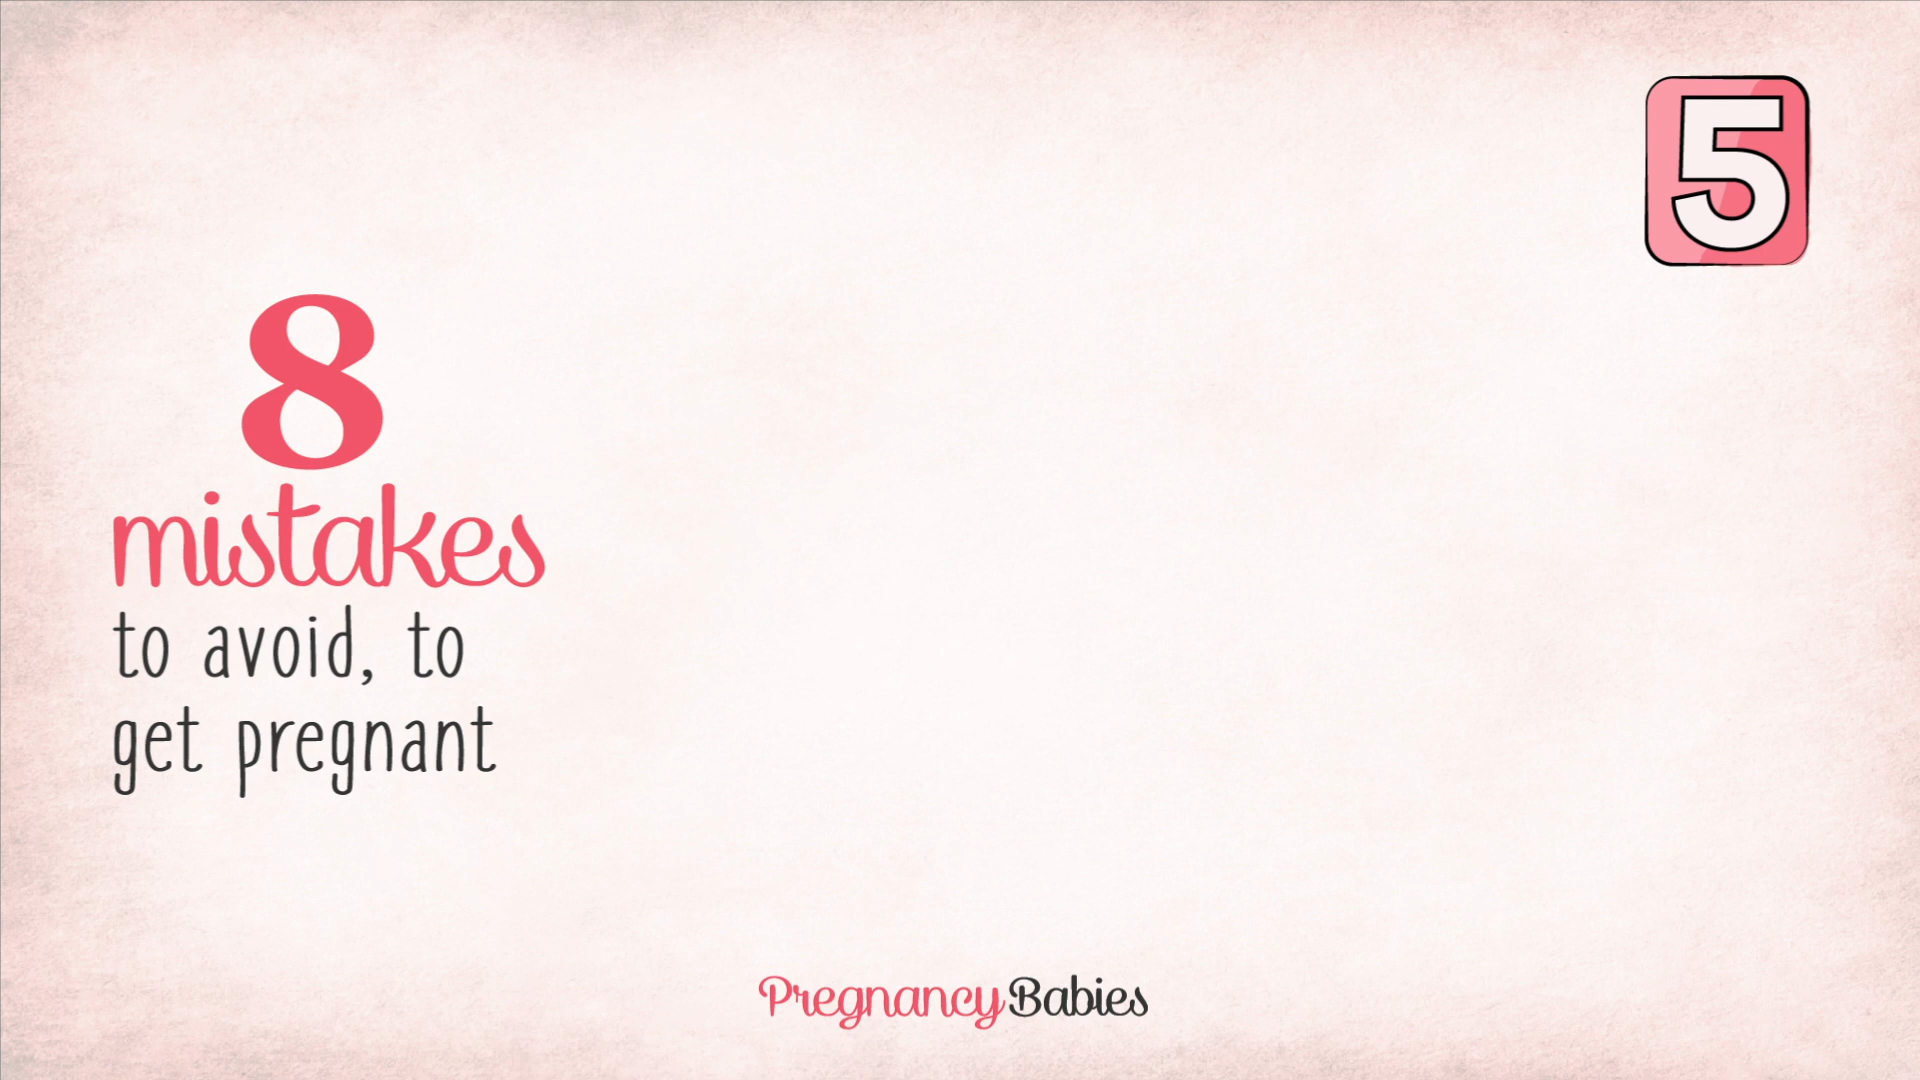 5
8
mistakes
to avoid, to
get pregnant
PregnancyBabies